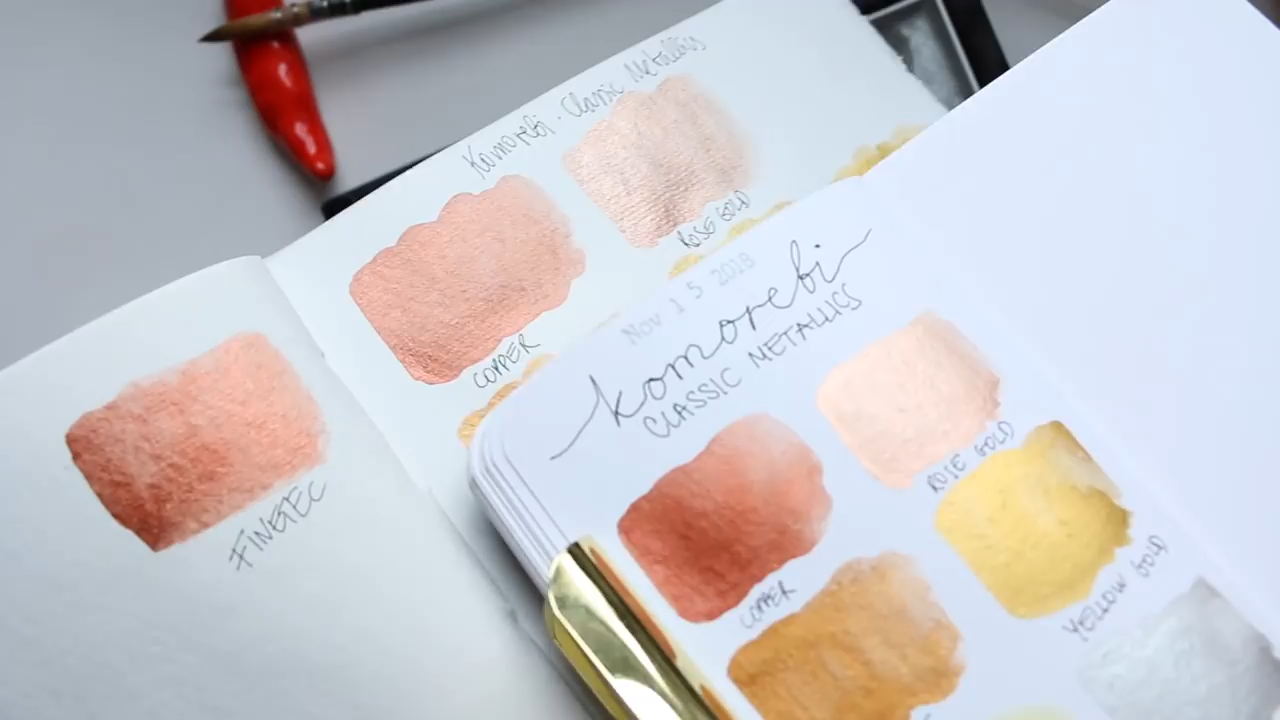 Komorebi · Classic Metallics
ROSE GOLD
COPPER
FINETEC
Nov 15 2018
komorebi
CLASSIC METALLICS
ROSE GOLD
COPPER
YELLOW GOLD